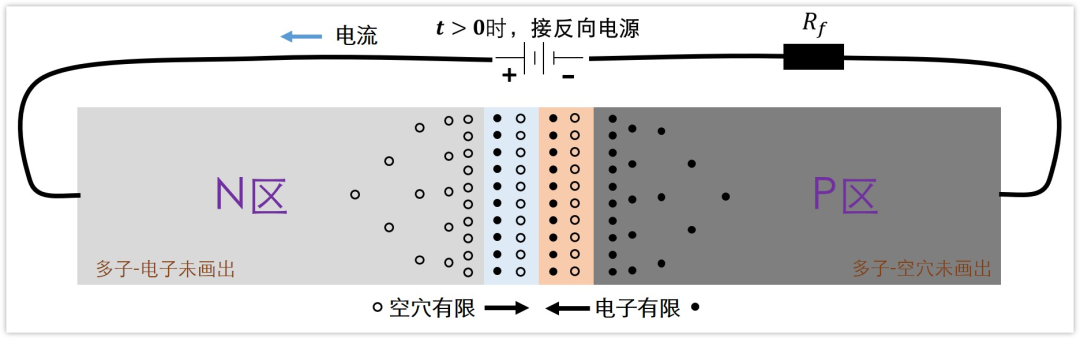 t > 0时，接反向电源
电流
R_f
+ −
N区
P区
多子-电子未画出
多子-空穴未画出
空穴有限
电子有限